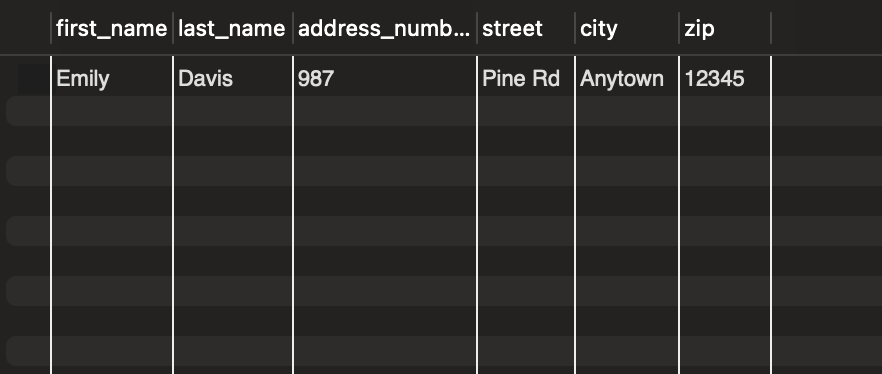 first_name last_name address_numb... street city zip
Emily Davis 987 Pine Rd Anytown 12345